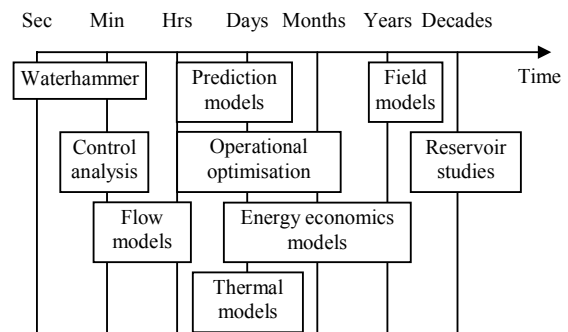 Sec Min Hrs Days Months Years Decades
Time
Waterhammer
Prediction
models
Field
models
Control
analysis
Operational
optimisation
Reservoir
studies
Flow
models
Energy economics
models
Thermal
models